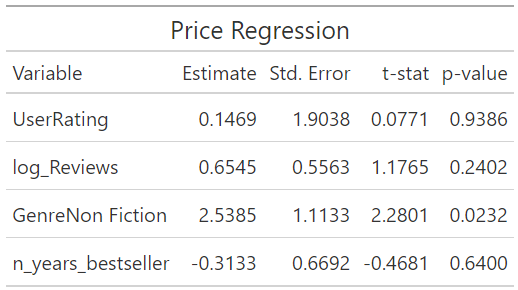 Price Regression
Variable Estimate Std. Error t-stat p-value
UserRating 0.1469 1.9038 0.0771 0.9386
log_Reviews 0.6545 0.5563 1.1765 0.2402
GenreNon Fiction 2.5385 1.1133 2.2801 0.0232
n_years_bestseller -0.3133 0.6692 -0.4681 0.6400